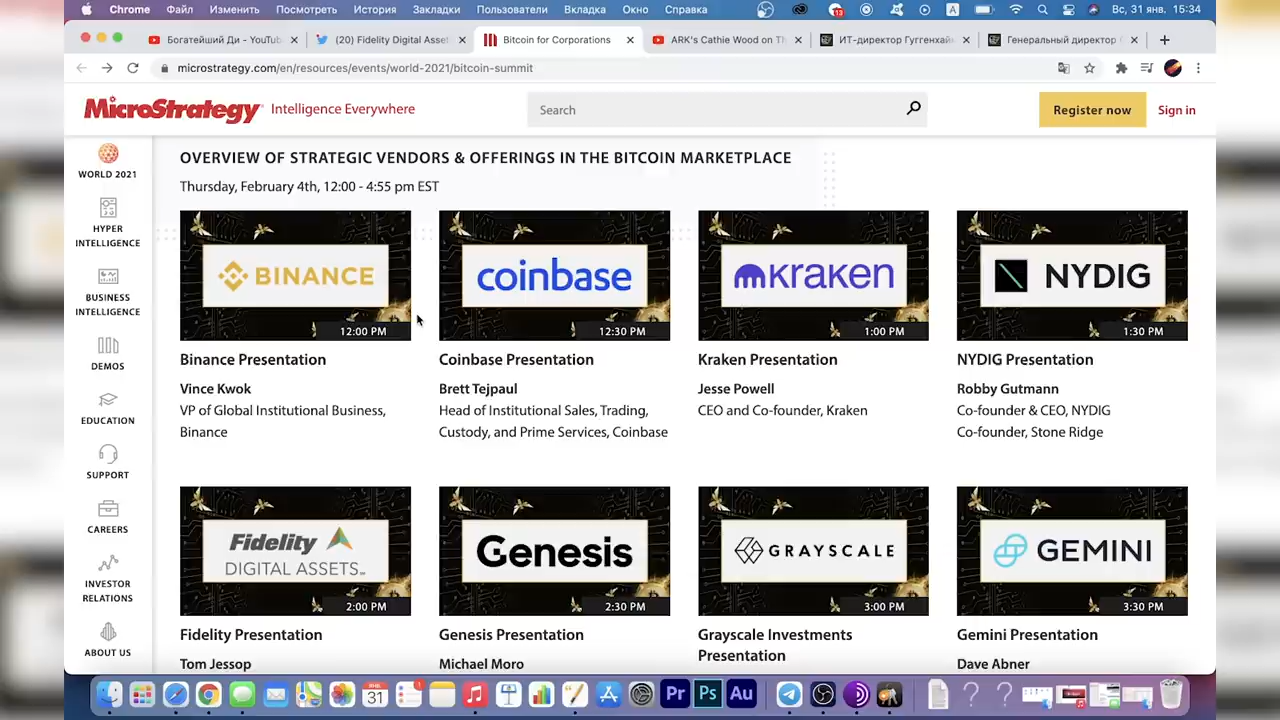 Chrome Файл Изменить Посмотреть История Закладки Пользователи Вкладка Окно Справка 13 A Вс, 31 янв. 15:34
Богатейший Ди - YouTu
(20) Fidelity Digital Asset
Bitcoin for Corporations
ARK's Cathie Wood on Th
ИТ-директор Гуггенхай
Генеральный директор
microstrategy.com/en/resources/events/world-2021/bitcoin-summit
MicroStrategy Intelligence Everywhere
Search
Register now
Sign in
WORLD 2021
HYPER
INTELLIGENCE
BUSINESS
INTELLIGENCE
DEMOS
EDUCATION
SUPPORT
CAREERS
INVESTOR
RELATIONS
ABOUT US
OVERVIEW OF STRATEGIC VENDORS & OFFERINGS IN THE BITCOIN MARKETPLACE
Thursday, February 4th, 12:00 - 4:55 pm EST
BINANCE
12:00 PM
Binance Presentation
Vince Kwok
VP of Global Institutional Business,
Binance
coinbase
12:30 PM
Coinbase Presentation
Brett Tejpaul
Head of Institutional Sales, Trading,
Custody, and Prime Services, Coinbase
kraken
1:00 PM
Kraken Presentation
Jesse Powell
CEO and Co-founder, Kraken
NYDIG
1:30 PM
NYDIG Presentation
Robby Gutmann
Co-founder & CEO, NYDIG
Co-founder, Stone Ridge
Fidelity
DIGITAL ASSETS
2:00 PM
Fidelity Presentation
Tom Jessop
Genesis
2:30 PM
Genesis Presentation
Michael Moro
GRAYSCALE
3:00 PM
Grayscale Investments
Presentation
GEMINI
3:30 PM
Gemini Presentation
Dave Abner
31
1
Pr
Ps
Au